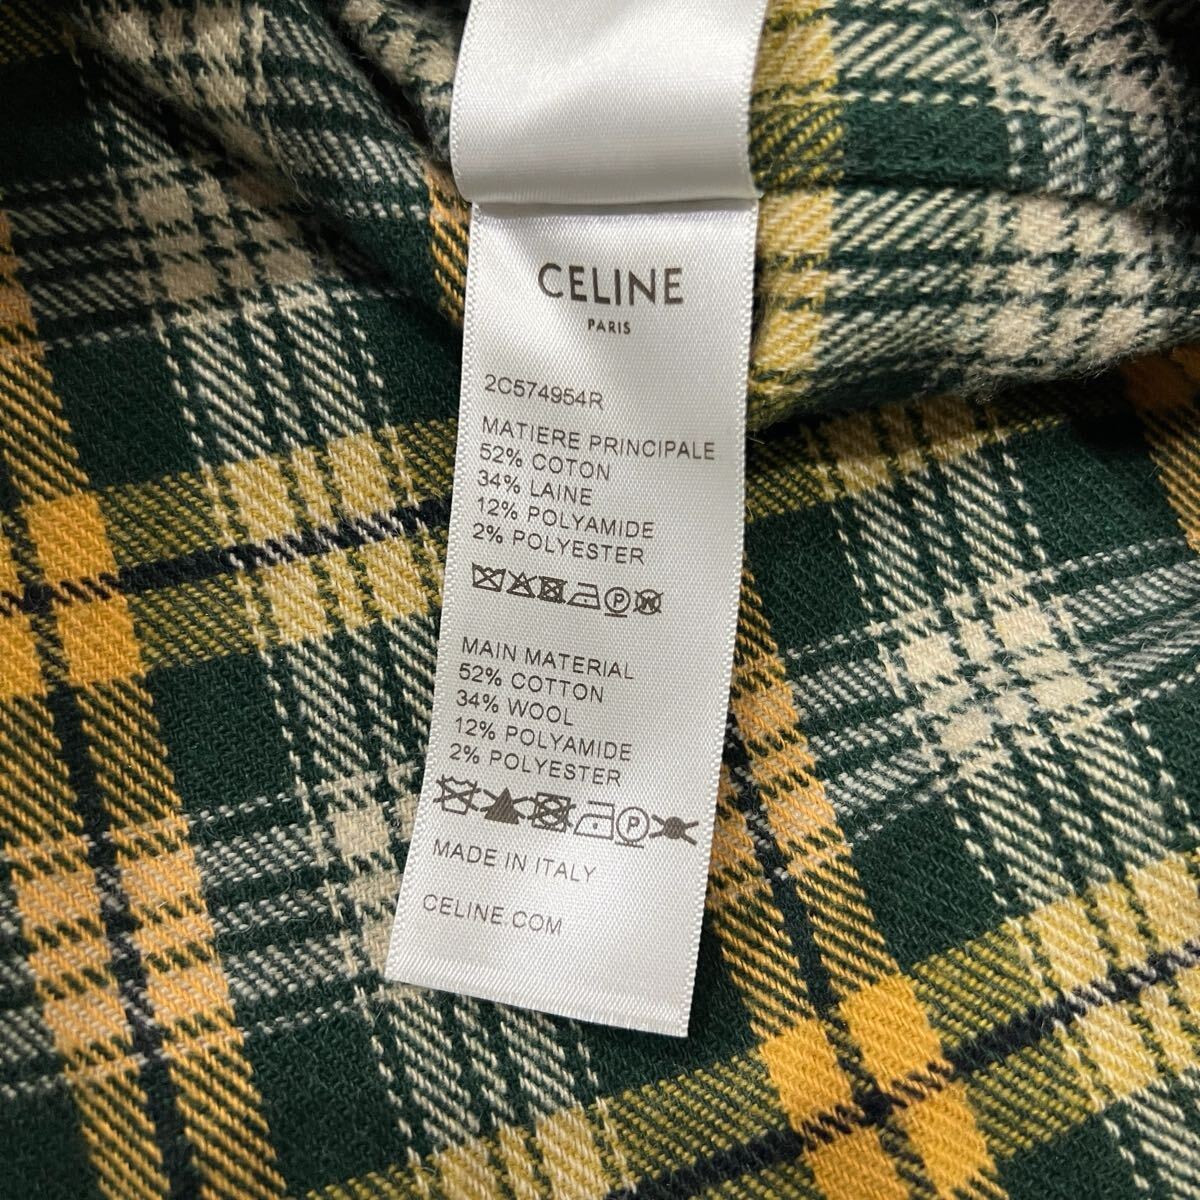 CELINE
PARIS
2C574954R
MATIERE PRINCIPALE
52% COTON
34% LAINE
12% POLYAMIDE
2% POLYESTER
P
MAIN MATERIAL
52% COTTON
34% WOOL
12% POLYAMIDE
2% POLYESTER
P
MADE IN ITALY
CELINE.COM